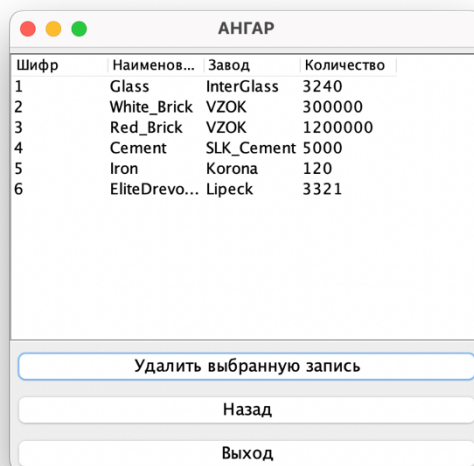 АНГАР
Шифр Наименов... Завод Количество
1 Glass InterGlass 3240
2 White_Brick VZOK 300000
3 Red_Brick VZOK 1200000
4 Cement SLK_Cement 5000
5 Iron Korona 120
6 EliteDrevo... Lipeck 3321
Удалить выбранную запись
Назад
Выход